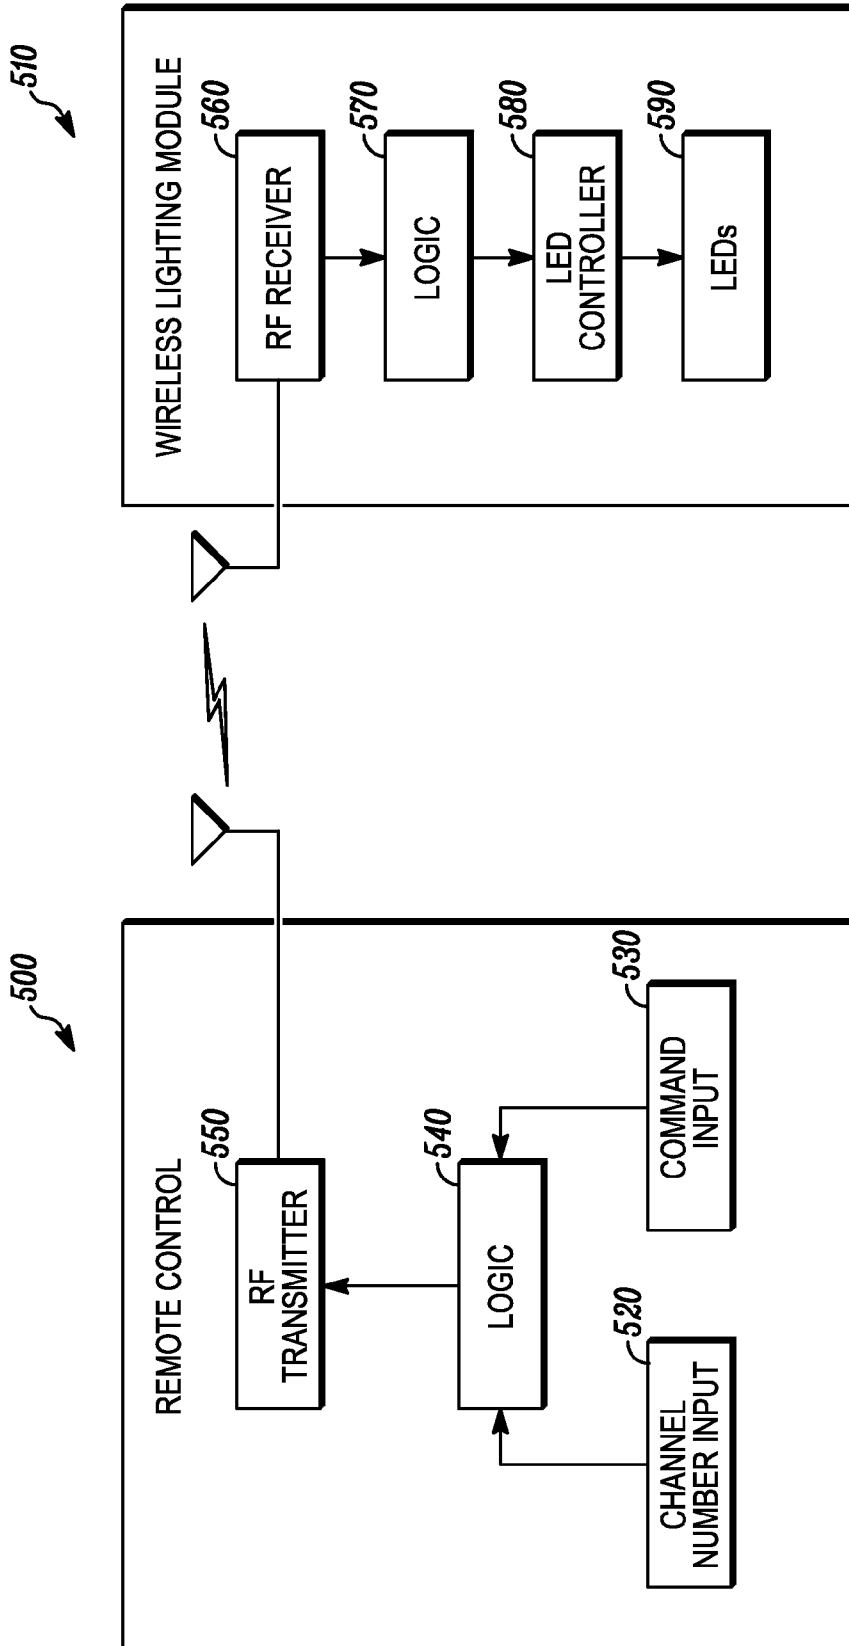 500
REMOTE CONTROL
550
RF
TRANSMITTER
540
LOGIC
520
CHANNEL
NUMBER INPUT
530
COMMAND
INPUT
510
WIRELESS LIGHTING MODULE
560
RF RECEIVER
570
LOGIC
580
LED
CONTROLLER
590
LEDs